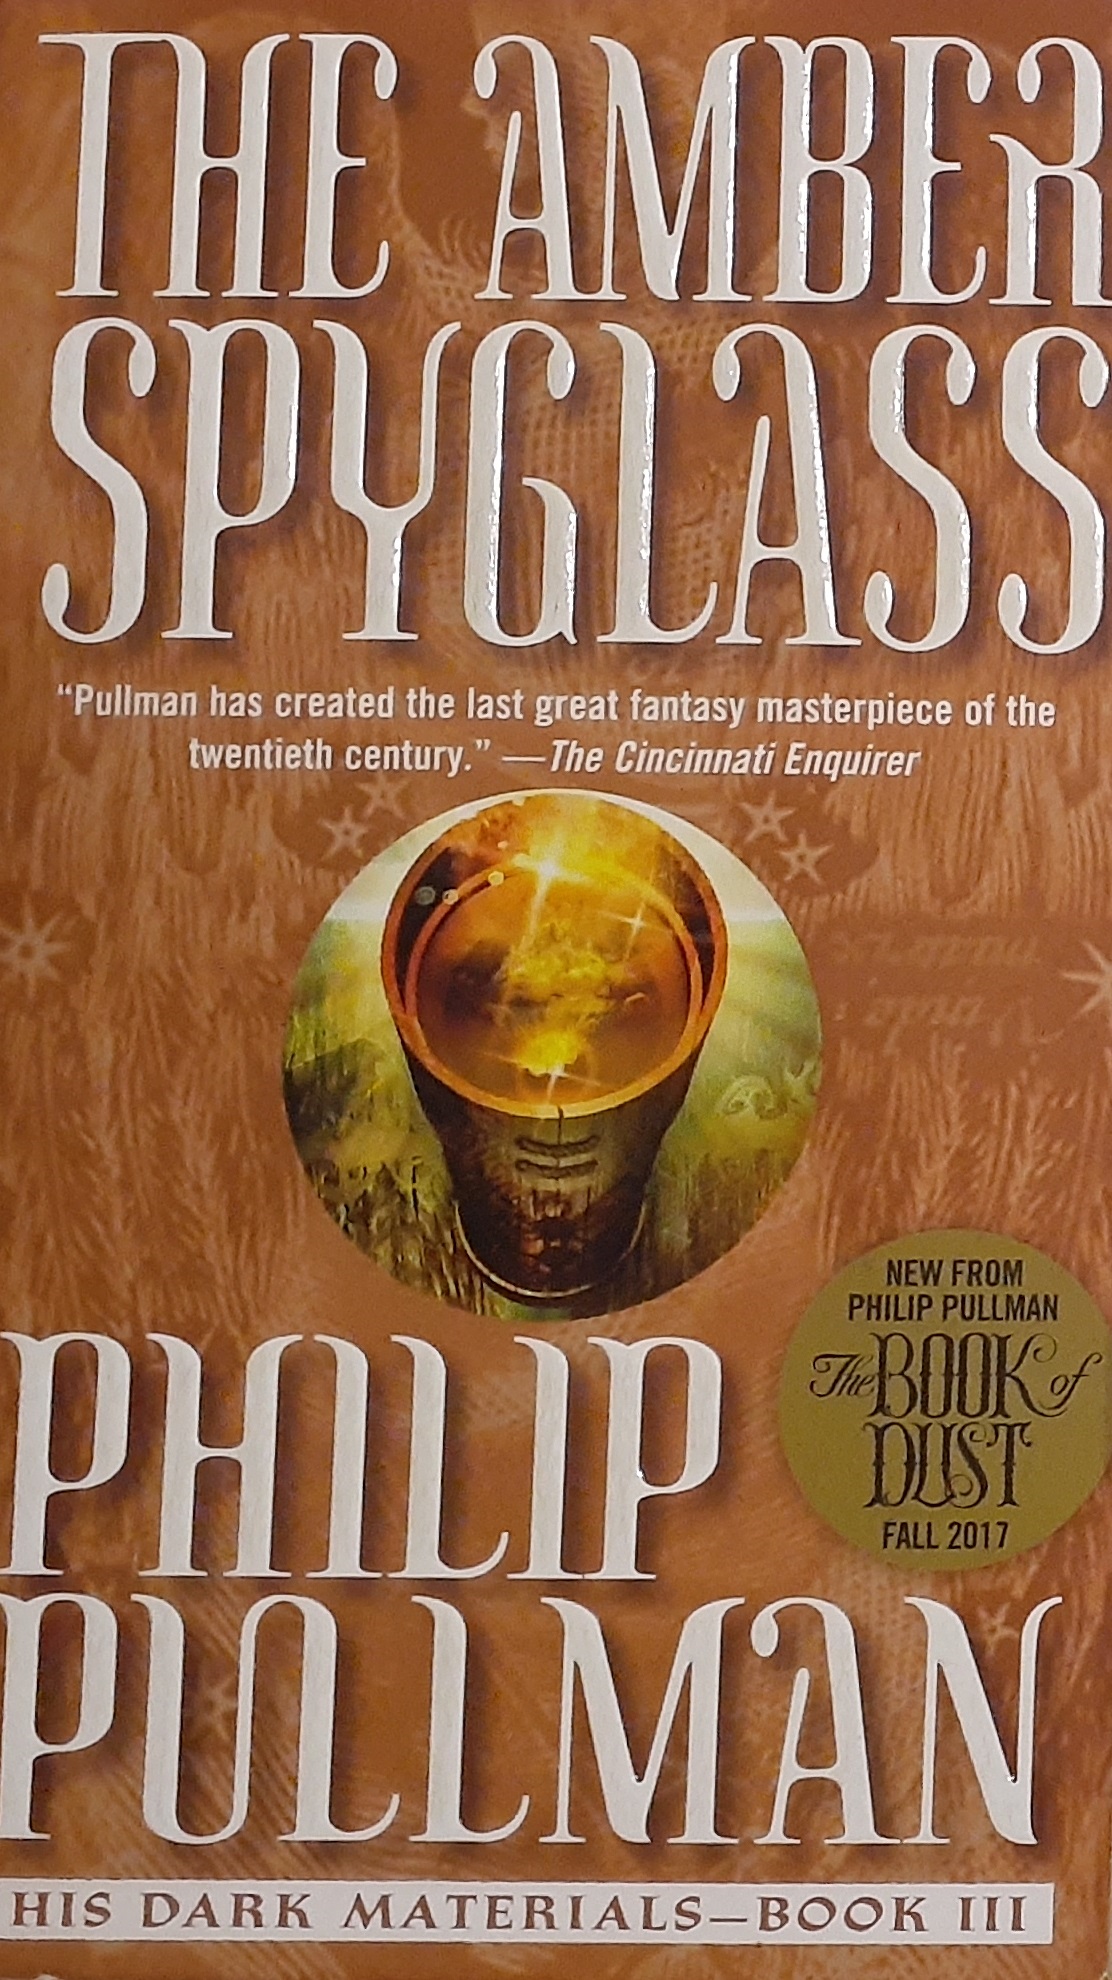 THE AMBER
SPYGLASS
“Pullman has created the last great fantasy masterpiece of the
twentieth century.” —The Cincinnati Enquirer
NEW FROM
PHILIP PULLMAN
The BOOK of
DUST
FALL 2017
PHILIP
PULLMAN
HIS DARK MATERIALS—BOOK III